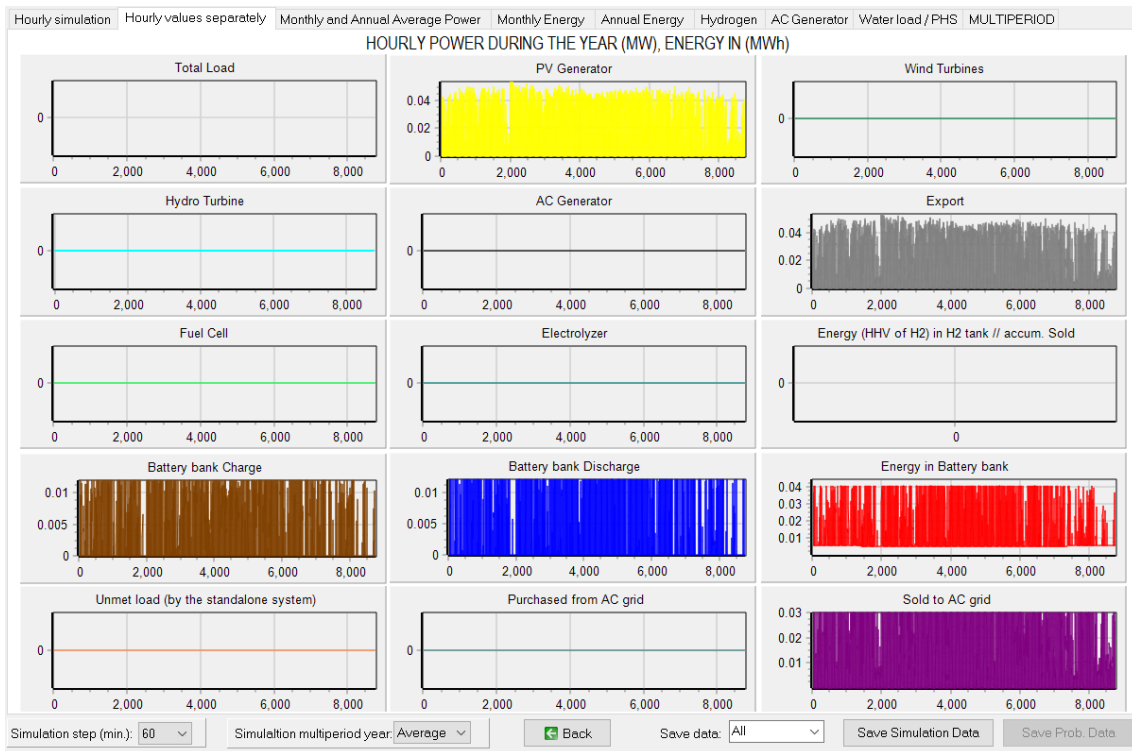 Hourly simulation Hourly values separately Monthly and Annual Average Power Monthly Energy Annual Energy Hydrogen AC Generator Water load / PHS MULTIPERIOD
HOURLY POWER DURING THE YEAR (MW), ENERGY IN (MWh)
Total Load
0
0 2,000 4,000 6,000 8,000
PV Generator
0.04
0.02
0
0 2,000 4,000 6,000 8,000
Wind Turbines
0
0 2,000 4,000 6,000 8,000
Hydro Turbine
0
0 2,000 4,000 6,000 8,000
AC Generator
0
0 2,000 4,000 6,000 8,000
Export
0.04
0.02
0
0 2,000 4,000 6,000 8,000
Fuel Cell
0
0 2,000 4,000 6,000 8,000
Electrolyzer
0
0 2,000 4,000 6,000 8,000
Energy (HHV of H2) in H2 tank // accum. Sold
0
0
Battery bank Charge
0.01
0.005
0
0 2,000 4,000 6,000 8,000
Battery bank Discharge
0.01
0.005
0
0 2,000 4,000 6,000 8,000
Energy in Battery bank
0.04
0.03
0.02
0.01
0 2,000 4,000 6,000 8,000
Unmet load (by the standalone system)
0
0 2,000 4,000 6,000 8,000
Purchased from AC grid
0
0 2,000 4,000 6,000 8,000
Sold to AC grid
0.03
0.02
0.01
0 2,000 4,000 6,000 8,000
Simulation step (min.): 60 Simulaltion multiperiod year: Average Back Save data: All Save Simulation Data Save Prob. Data